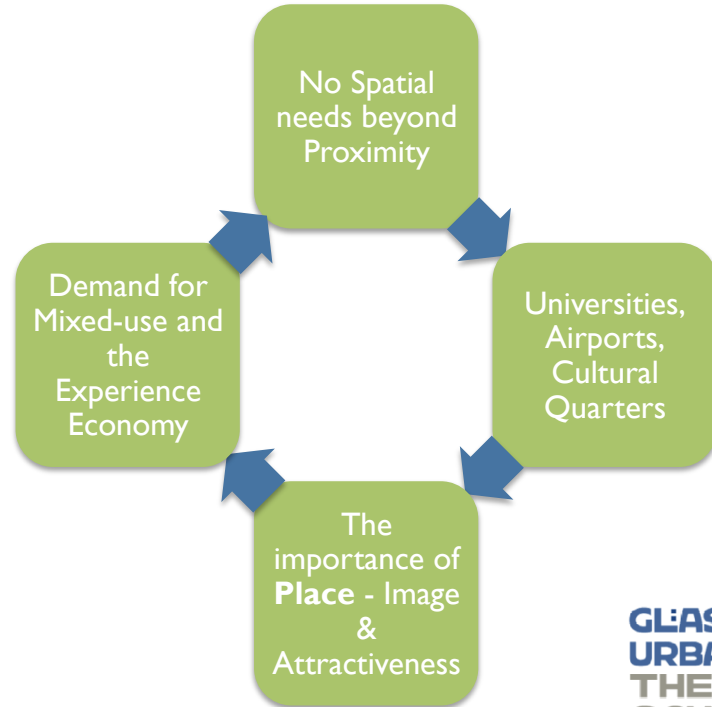 No Spatial
needs beyond
Proximity
Universities,
Airports,
Cultural
Quarters
The
importance of
Place - Image
&
Attractiveness
Demand for
Mixed-use and
the
Experience
Economy
THE